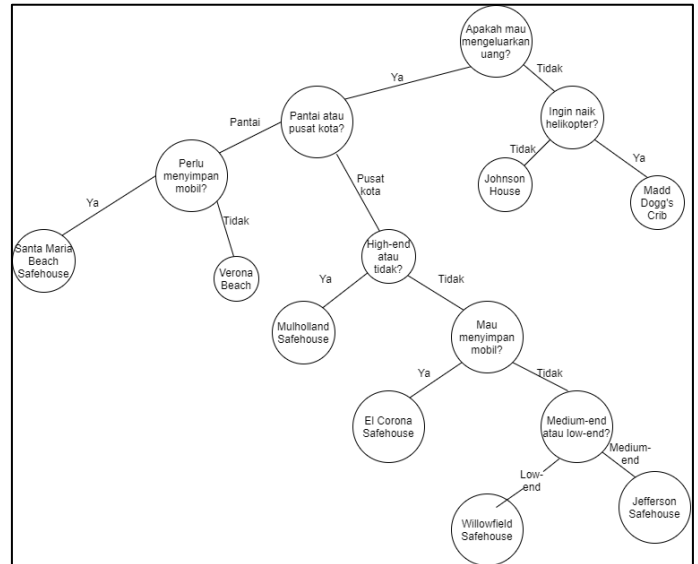 Apakah mau
mengeluarkan
uang?
Ya
Tidak
Pantai atau
pusat kota?
Ingin naik
helikopter?
Pantai
Pusat
kota
Tidak
Ya
Perlu
menyimpan
mobil?
Johnson
House
Madd
Dogg's
Crib
Ya
Tidak
Santa Maria
Beach
Safehouse
Verona
Beach
High-end
atau
tidak?
Ya
Tidak
Mulholland
Safehouse
Mau
menyimpan
mobil?
Ya
Tidak
El Corona
Safehouse
Medium-end
atau low-end?
Low-
end
Medium-
end
Willowfield
Safehouse
Jefferson
Safehouse